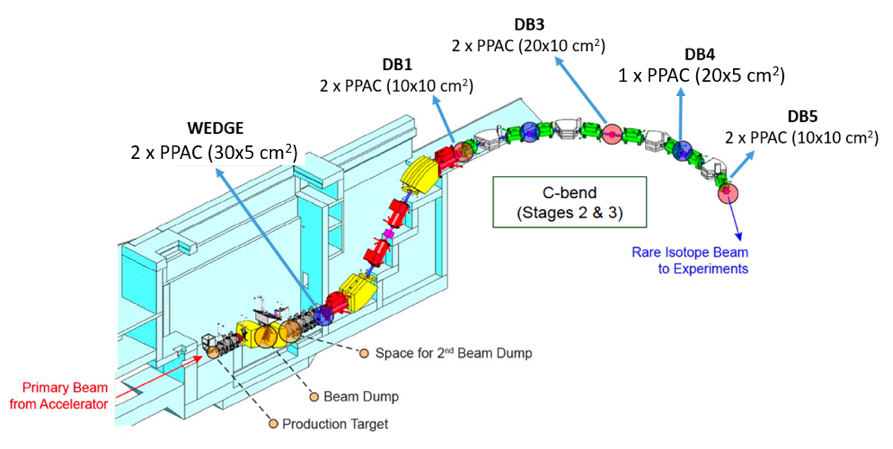 DB3
2 x PPAC (20x10 cm²)
DB4
1 x PPAC (20x5 cm²)
DB1
2 x PPAC (10x10 cm²)
DB5
2 x PPAC (10x10 cm²)
WEDGE
2 x PPAC (30x5 cm²)
C-bend
(Stages 2 & 3)
Rare Isotope Beam
to Experiments
Space for 2nd Beam Dump
Primary Beam
from Accelerator
Beam Dump
Production Target